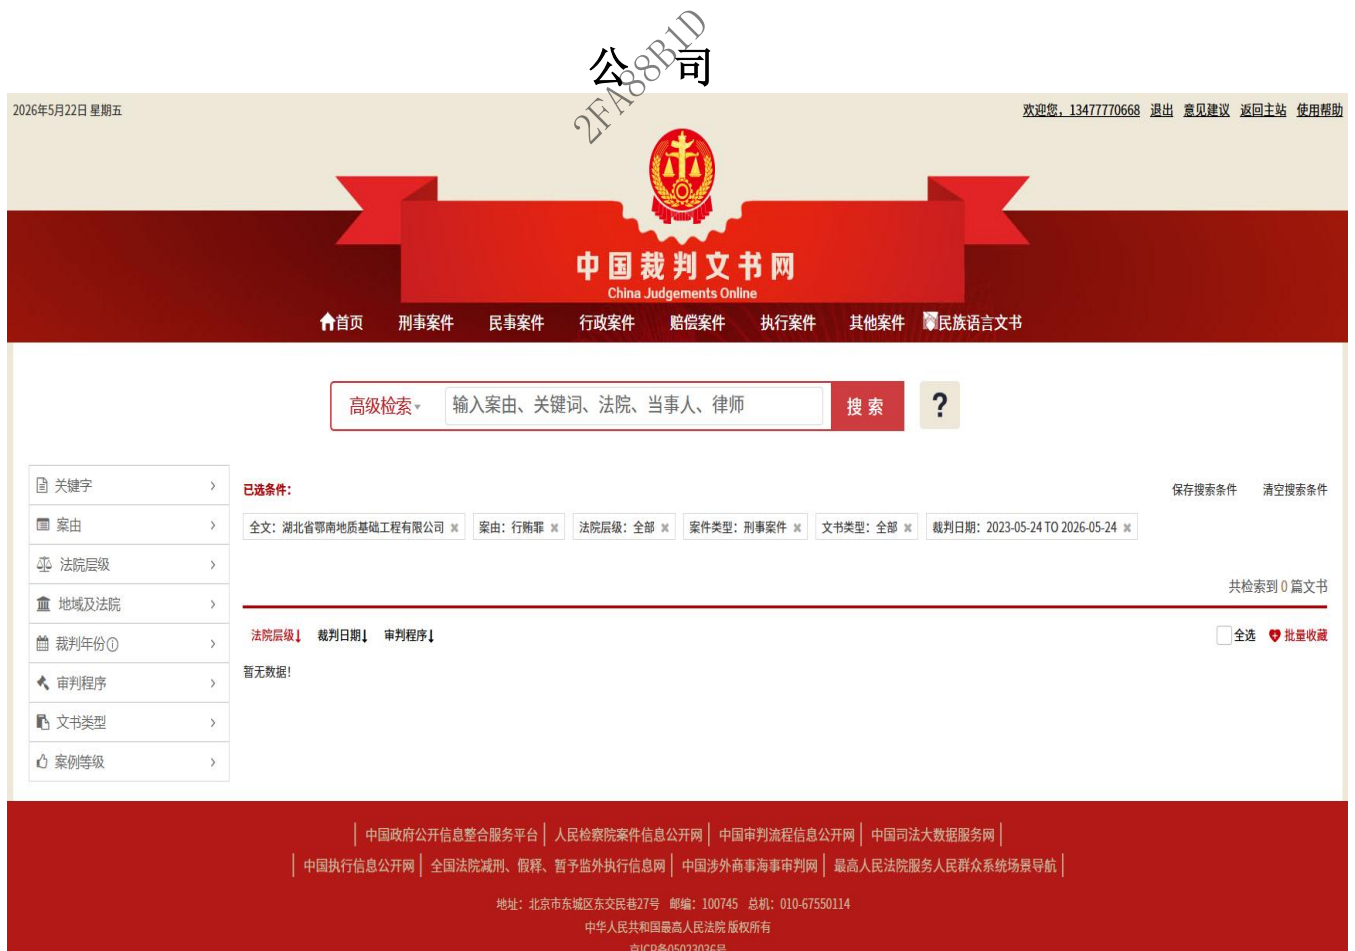 公 司
2FA88B1D
2026年5月22日 星期五
欢迎您，13477770668 退出 意见建议 返回主站 使用帮助
中国裁判文书网
China Judgements Online
首页 刑事案件 民事案件 行政案件 赔偿案件 执行案件 其他案件 民族语言文书
高级检索 输入案由、关键词、法院、当事人、律师 搜 索 ?
关键字
案由
法院层级
地域及法院
裁判年份
审判程序
文书类型
案例等级
已选条件：
保存搜索条件 清空搜索条件
全文：湖北省鄂南地质基础工程有限公司 案由：行贿罪 法院层级：全部 案件类型：刑事案件 文书类型：全部 裁判日期：2023-05-24 TO 2026-05-24
共检索到 0 篇文书
法院层级 裁判日期 审判程序 全选 批量收藏
暂无数据！
中国政府公开信息整合服务平台 人民检察院案件信息公开网 中国审判流程信息公开网 中国司法大数据服务网
中国执行信息公开网 全国法院减刑、假释、暂予监外执行信息网 中国涉外商事海事审判网 最高人民法院服务人民群众系统场景导航
地址：北京市东城区东交民巷27号 邮编：100745 总机：010-67550114
中华人民共和国最高人民法院 版权所有
京ICP备05023036号